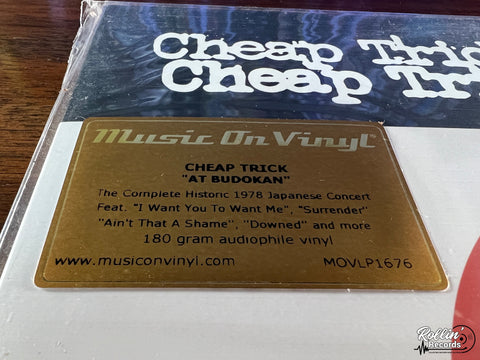 Cheap Tric
Cheap Tr
Music On Vinyl
CHEAP TRICK
"AT BUDOKAN"
The Complete Historic 1978 Japanese Concert
Feat. "I Want You To Want Me", "Surrender"
"Ain't That A Shame", "Downed" and more
180 gram audiophile vinyl
www.musiconvinyl.com MOVLP1676
Rollin'
Records